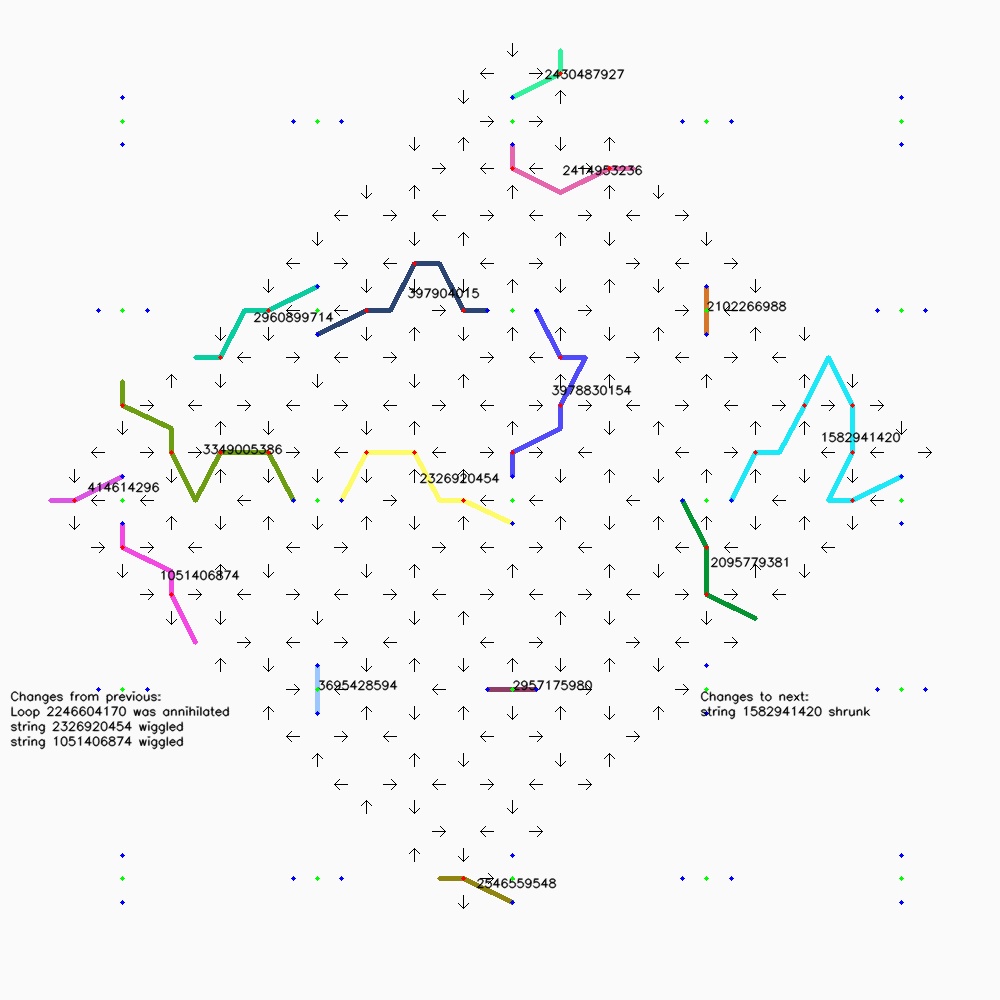 2430487927
2414953236
397904015
2102266988
2960899714
3978830154
1582941420
3349005386
2326920454
414614296
2095779381
1051406874
3695428594
2957175980
Changes from previous:
Loop 2246604170 was annihilated
string 2326920454 wiggled
string 1051406874 wiggled
Changes to next:
string 1582941420 shrunk
2546559548